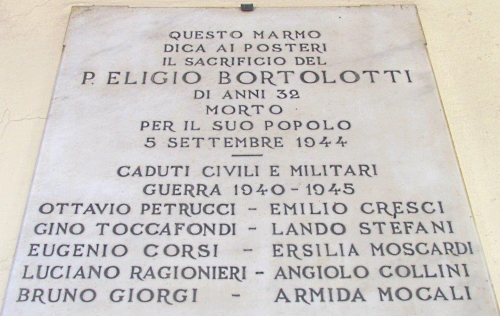 QUESTO MARMO
DICA AI POSTERI
IL SACRIFICIO DEL
P. ELIGIO BORTOLOTTI
DI ANNI 32
MORTO
PER IL SUO POPOLO
5 SETTEMBRE 1944
CADUTI CIVILI E MILITARI
GUERRA 1940-1945
OTTAVIO PETRUCCI - EMILIO CRESCI
GINO TOCCAFONDI - LANDO STEFANI
EUGENIO CORSI - ERSILIA MOSCARDI
LUCIANO RAGIONIERI - ANGIOLO COLLINI
BRUNO GIORGI - ARMIDA MOCALI